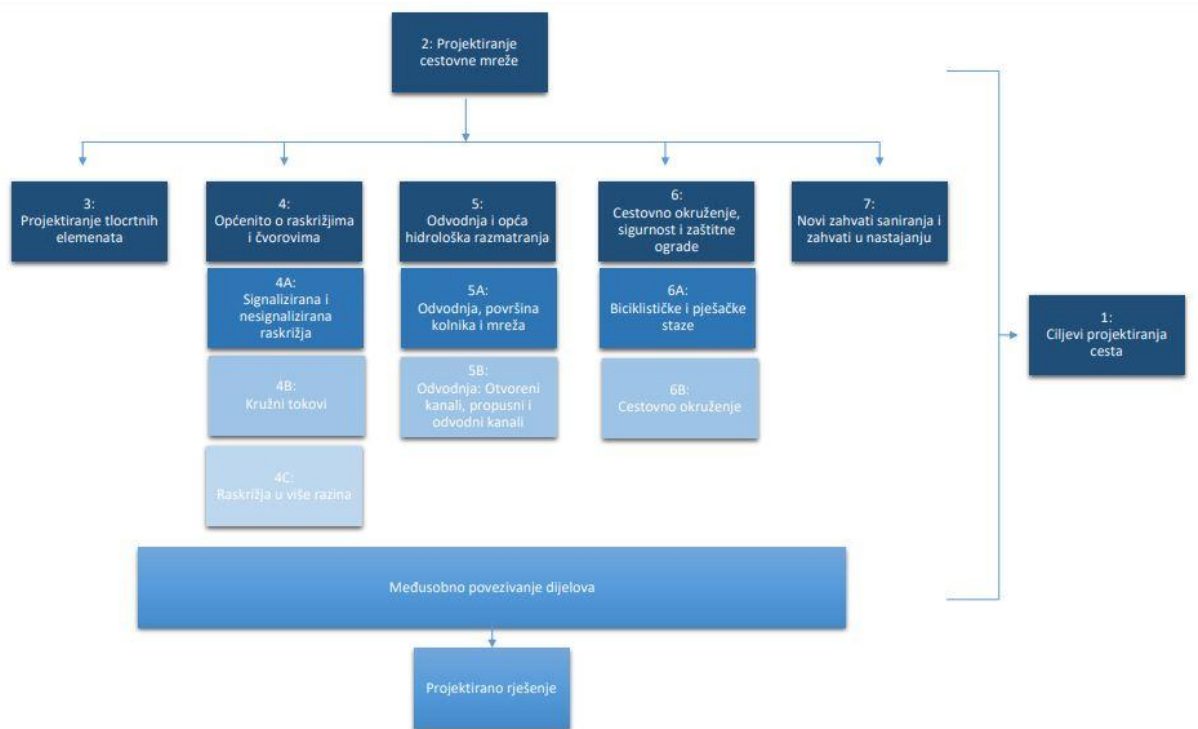 2: Projektiranje
cestovne mreže
3:
Projektiranje tlocrtnih
elemenata
4:
Općenito o raskrižjima
i čvorovima
5:
Odvodnja i opća
hidrološka razmatranja
6:
Cestovno okruženje,
sigurnost i zaštitne
ograde
7:
Novi zahvati saniranja i
zahvati u nastajanju
4A:
Signalizirana i
nesignalizirana
raskrižja
5A:
Odvodnja, površina
kolnika i mreža
6A:
Biciklističke i pješačke
staze
1:
Ciljevi projektiranja
cesta
4B:
Kružni tokovi
5B:
Odvodnja: Otvoreni
kanali, propusni i
odvodni kanali
6B:
Cestovno okruženje
4C:
Raskrižja u više razina
Međusobno povezivanje dijelova
Projektirano rješenje